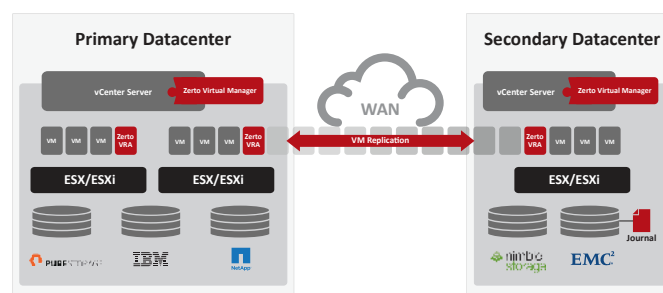 Primary Datacenter
Secondary Datacenter
vCenter Server
Zerto Virtual Manager
WAN
vCenter Server
Zerto Virtual Manager
VM VM VM Zerto VRA
VM VM VM Zerto VRA
VM Replication
Zerto VRA VM VM VM
ESX/ESXi
ESX/ESXi
ESX/ESXi
Journal
PURESTORAGE
IBM
NetApp
nimble
storage
EMC²